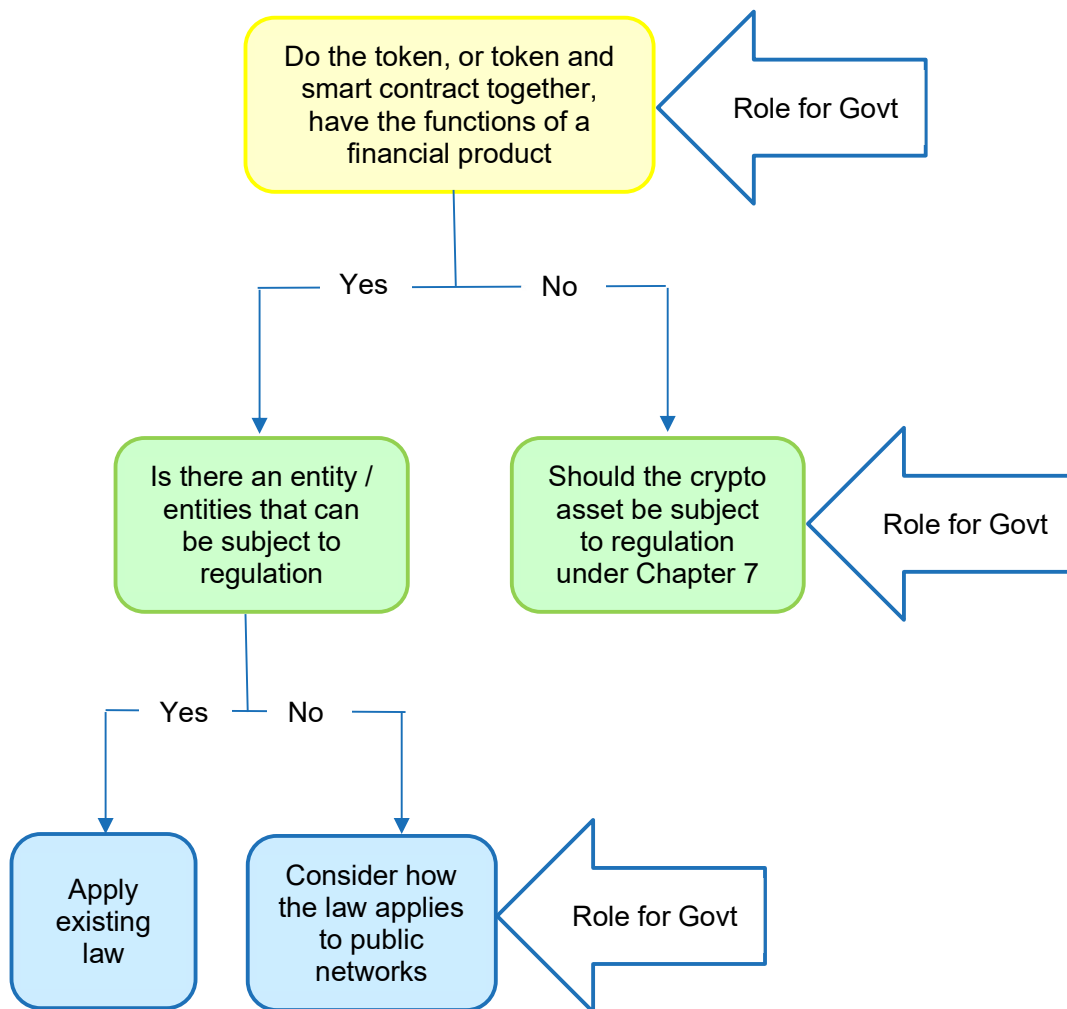 Do the token, or token and
smart contract together,
have the functions of a
financial product
Role for Govt
Yes
No
Is there an entity /
entities that can
be subject to
regulation
Should the crypto
asset be subject
to regulation
under Chapter 7
Role for Govt
Yes
No
Apply
existing
law
Consider how
the law applies
to public
networks
Role for Govt